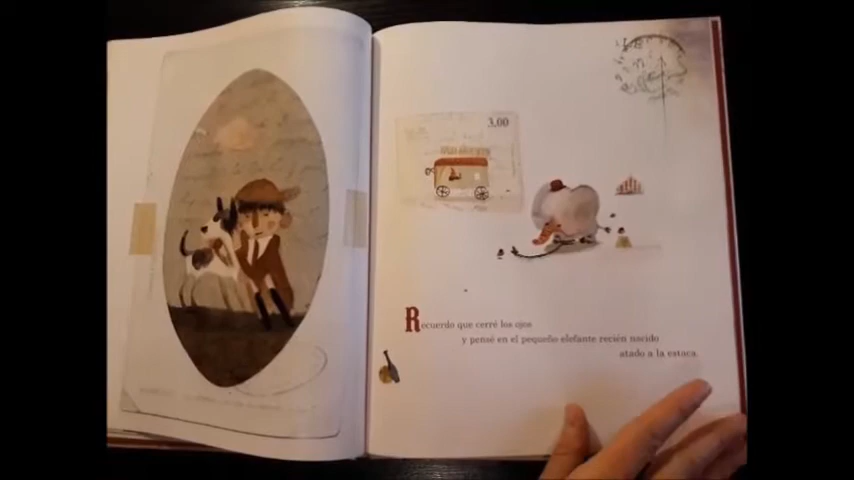 3,00
Recuerdo que cerré los ojos
y pensé en el pequeño elefante recién nacido
atado a la estaca.